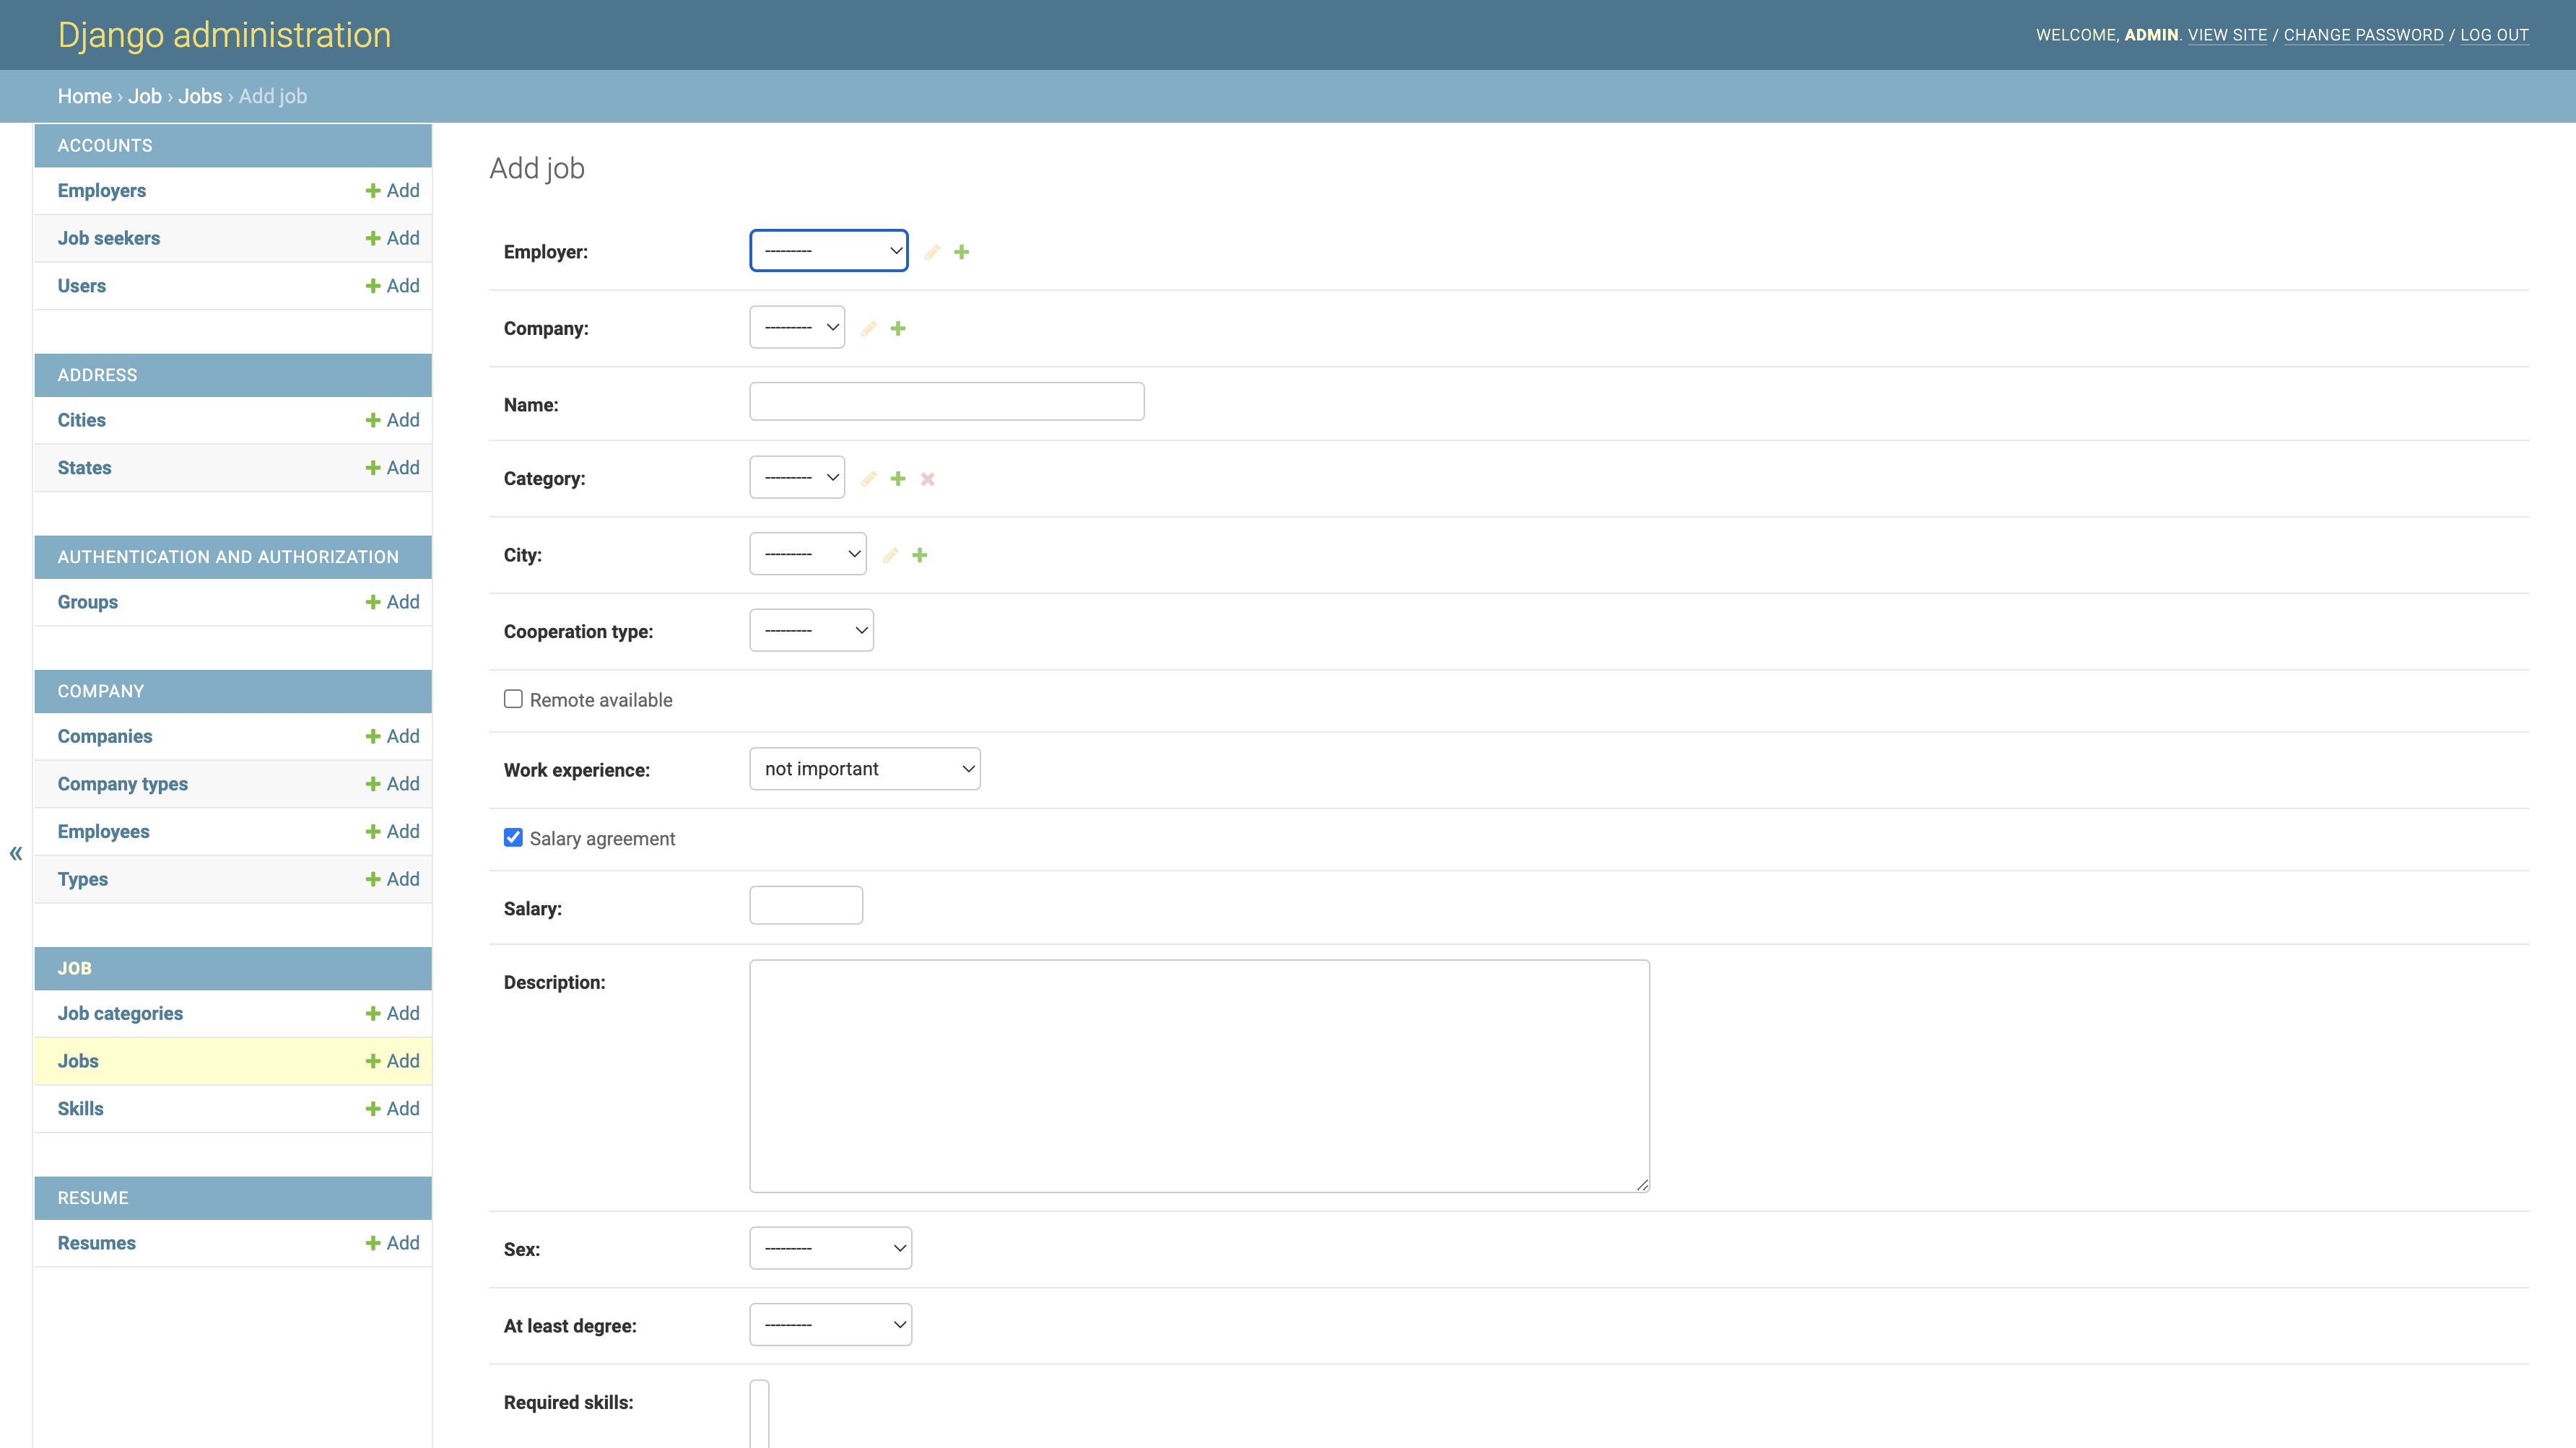 Django administration
WELCOME, ADMIN. VIEW SITE / CHANGE PASSWORD / LOG OUT
Home › Job › Jobs › Add job
ACCOUNTS
Employers + Add
Job seekers + Add
Users + Add
ADDRESS
Cities + Add
States + Add
AUTHENTICATION AND AUTHORIZATION
Groups + Add
COMPANY
Companies + Add
Company types + Add
Employees + Add
Types + Add
JOB
Job categories + Add
Jobs + Add
Skills + Add
RESUME
Resumes + Add
«
Add job
Employer: ---------
Company: ---------
Name:
Category: ---------
City: ---------
Cooperation type: ---------
Remote available
Work experience: not important
Salary agreement
Salary:
Description:
Sex: ---------
At least degree: ---------
Required skills: